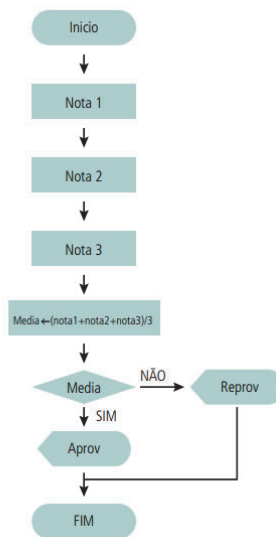 Inicio
Nota 1
Nota 2
Nota 3
Media←(nota1+nota2+nota3)/3
Media
NÃO
Reprov
SIM
Aprov
FIM